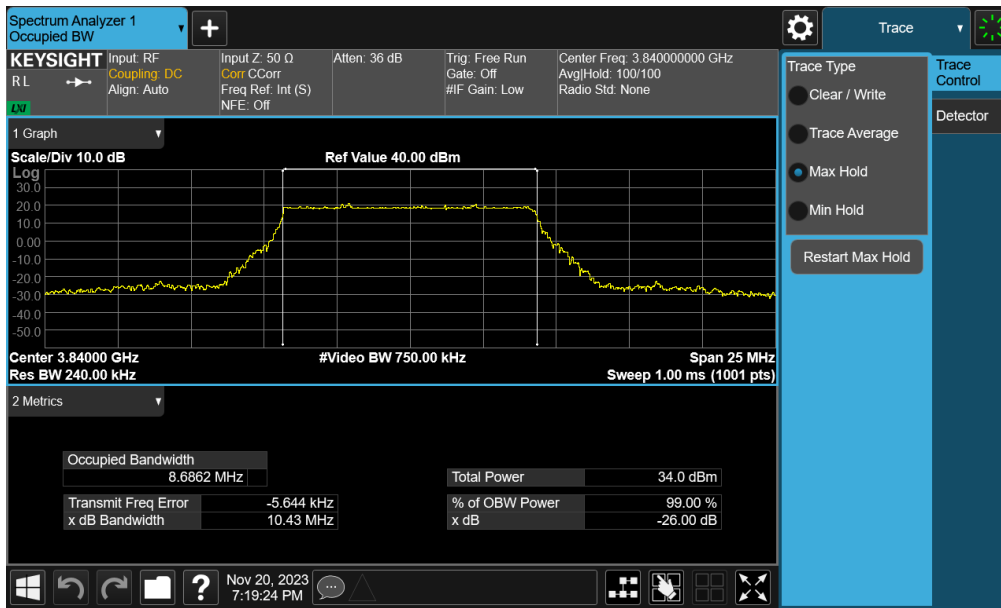 Spectrum Analyzer 1
Occupied BW
Trace
KEYSIGHT
R L
LXI
Input: RF
Coupling: DC
Align: Auto
Input Z: 50 Ω
Corr CCorr
Freq Ref: Int (S)
NFE: Off
Atten: 36 dB
Trig: Free Run
Gate: Off
#IF Gain: Low
Center Freq: 3.840000000 GHz
Avg|Hold: 100/100
Radio Std: None
Trace Type
Clear / Write
Trace Average
Max Hold
Min Hold
Restart Max Hold
Trace
Control
Detector
1 Graph
Scale/Div 10.0 dB
Ref Value 40.00 dBm
Log
30.0
20.0
10.0
0.00
-10.0
-20.0
-30.0
-40.0
-50.0
Center 3.84000 GHz
#Video BW 750.00 kHz
Span 25 MHz
Res BW 240.00 kHz
Sweep 1.00 ms (1001 pts)
2 Metrics
Occupied Bandwidth
8.6862 MHz
Transmit Freq Error -5.644 kHz
x dB Bandwidth 10.43 MHz
Total Power 34.0 dBm
% of OBW Power 99.00 %
x dB -26.00 dB
?
Nov 20, 2023
7:19:24 PM